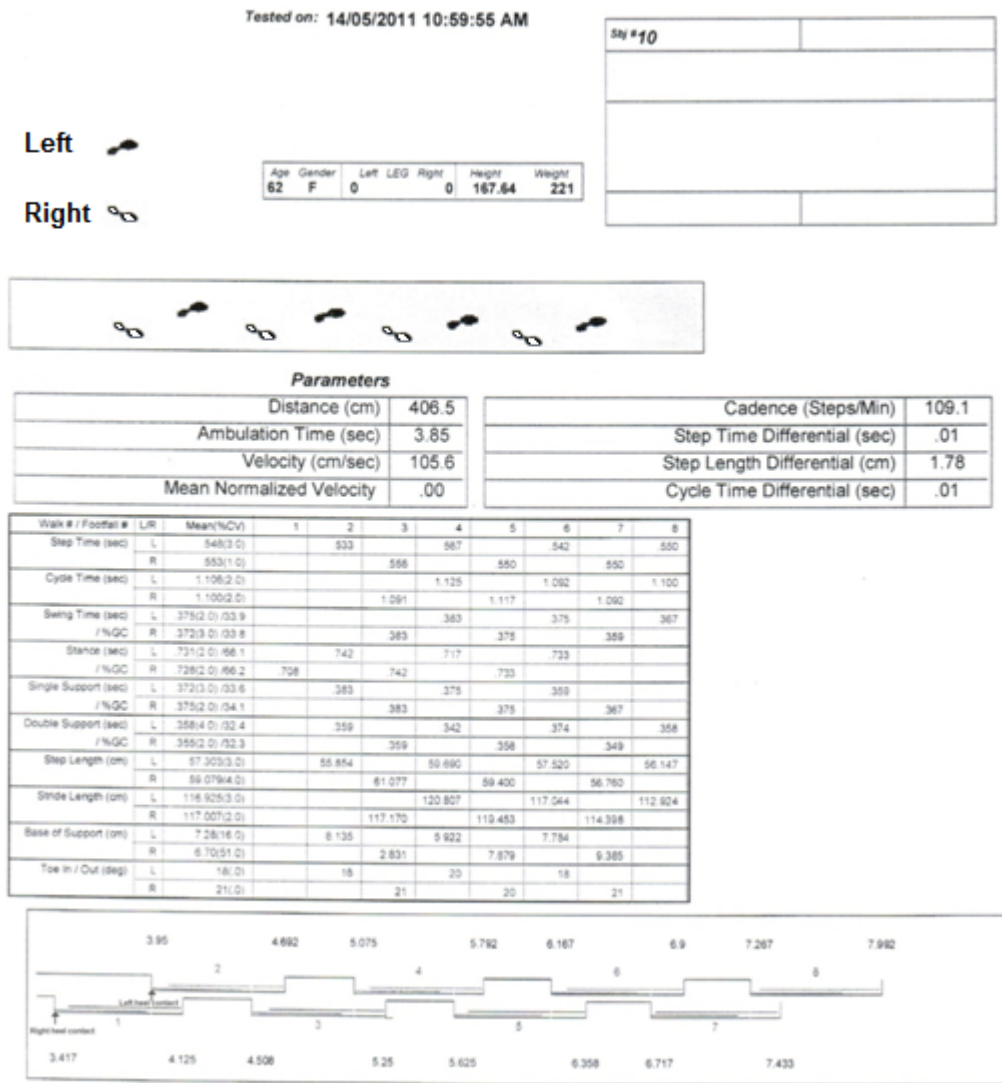 Tested on: 14/05/2011 10:59:55 AM
Sbj # 10
Left
Age Gender Left LEG Right Height Weight
62 F 0 0 167.64 221
Right
Parameters
Distance (cm) 406.5
Ambulation Time (sec) 3.85
Velocity (cm/sec) 105.6
Mean Normalized Velocity .00
Cadence (Steps/Min) 109.1
Step Time Differential (sec) .01
Step Length Differential (cm) 1.78
Cycle Time Differential (sec) .01
Walk # / Footfall # L/R Mean(%CV) 1 2 3 4 5 6 7 8
Step Time (sec) L .548(3.0) .533 .567 .542 .550
R .553(1.0) .558 .550 .550
Cycle Time (sec) L 1.106(2.0) 1.125 1.092 1.100
R 1.100(2.0) 1.091 1.117 1.092
Swing Time (sec) L .375(2.0) /33.9 .383 .375 .367
/ %GC R .372(3.0) /33.8 .383 .375 .359
Stance (sec) L .731(2.0) /66.1 .742 .717 .733
/ %GC R .728(2.0) /66.2 .708 .742 .733
Single Support (sec) L .372(3.0) /33.6 .383 .375 .359
/ %GC R .375(2.0) /34.1 .383 .375 .367
Double Support (sec) L .358(4.0) /32.4 .359 .342 .374 .358
/ %GC R .355(2.0) /32.3 .359 .358 .349
Step Length (cm) L 57.303(3.0) 55.854 59.690 57.520 56.147
R 59.079(4.0) 61.077 59.400 56.760
Stride Length (cm) L 116.925(3.0) 120.807 117.044 112.924
R 117.007(2.0) 117.170 119.453 114.398
Base of Support (cm) L 7.28(16.0) 8.135 5.922 7.784
R 6.70(51.0) 2.831 7.879 9.385
Toe In / Out (deg) L 18(.0) 18 20 18
R 21(.0) 21 20 21
3.95 4.692 5.075 5.792 6.167 6.9 7.267 7.992
2 4 6 8
Left heel contact
1 3 5 7
Right heel contact
3.417 4.125 4.508 5.25 5.625 6.358 6.717 7.433